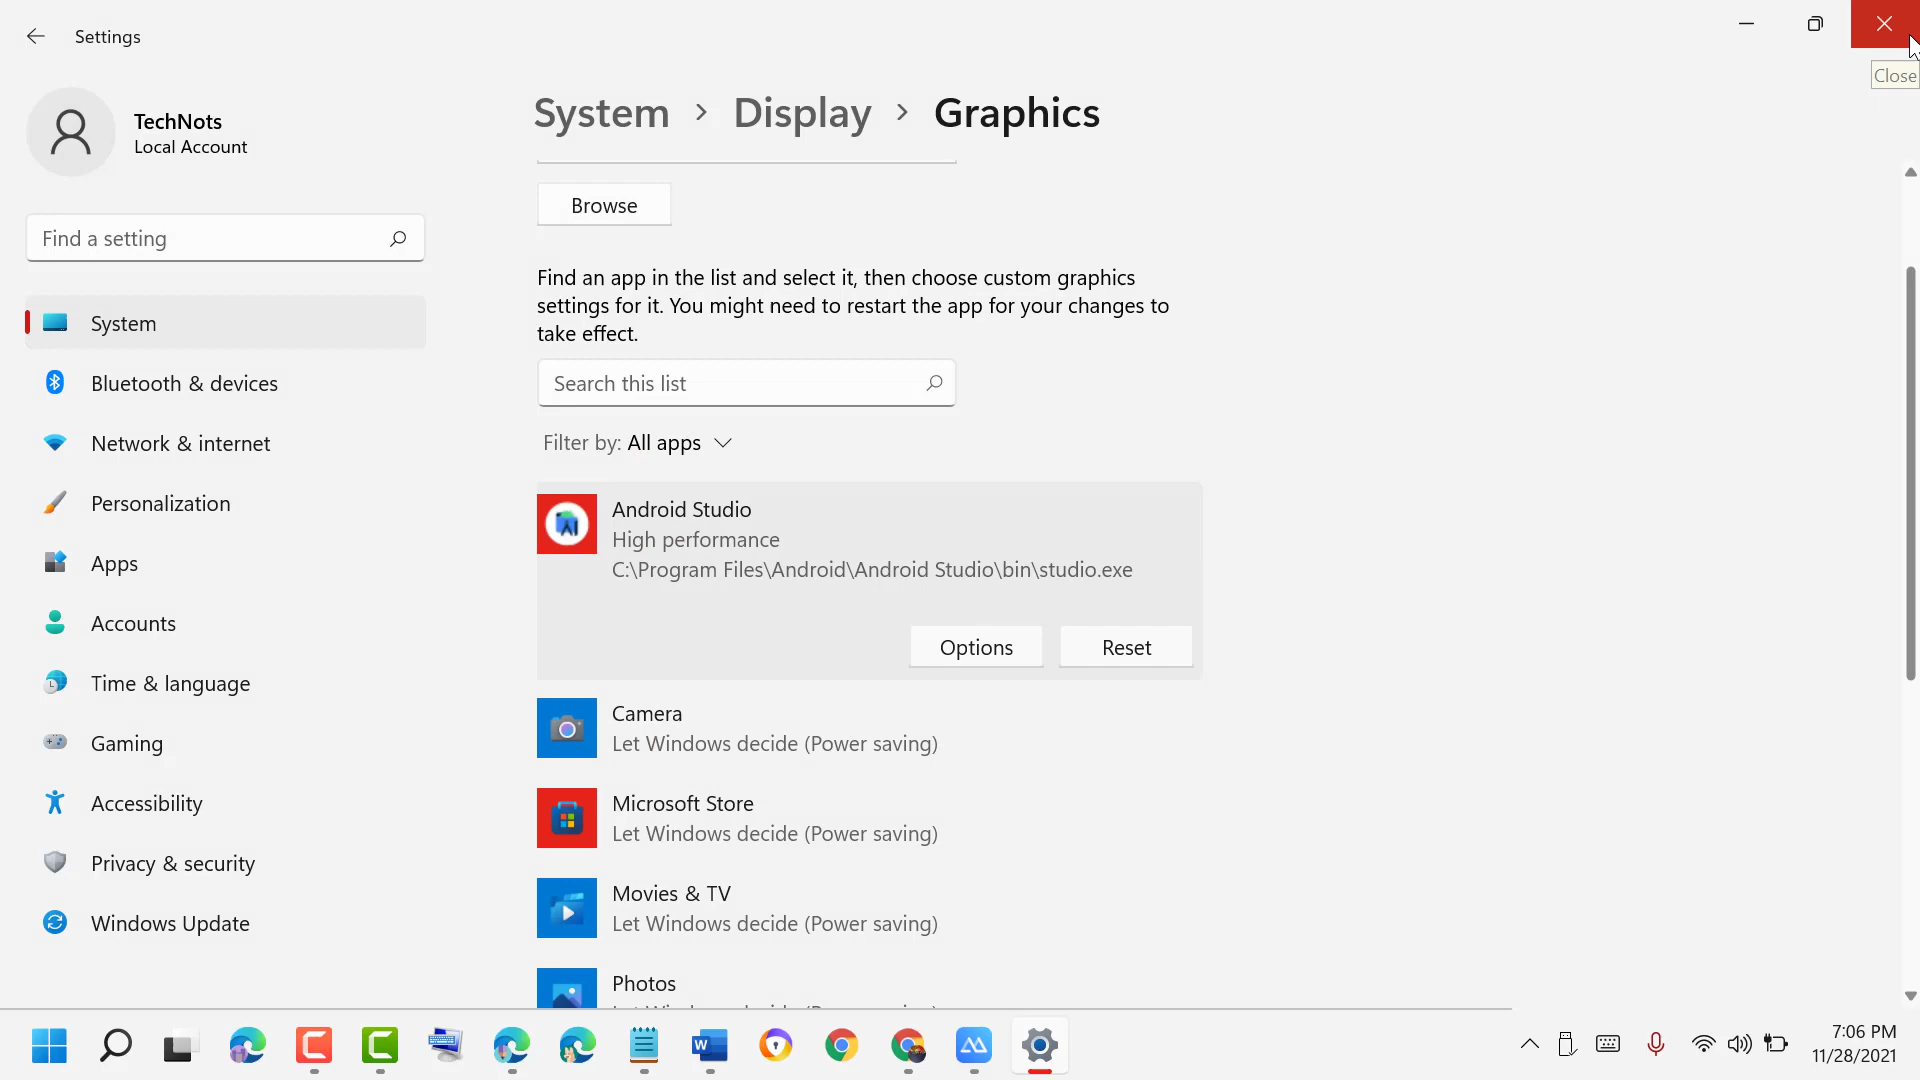 Settings
Close
TechNots
Local Account
Find a setting
System
Bluetooth & devices
Network & internet
Personalization
Apps
Accounts
Time & language
Gaming
Accessibility
Privacy & security
Windows Update
System > Display > Graphics
Browse
Find an app in the list and select it, then choose custom graphics
settings for it. You might need to restart the app for your changes to
take effect.
Search this list
Filter by: All apps
Android Studio
High performance
C:\Program Files\Android\Android Studio\bin\studio.exe
Options
Reset
Camera
Let Windows decide (Power saving)
Microsoft Store
Let Windows decide (Power saving)
Movies & TV
Let Windows decide (Power saving)
Photos
7:06 PM
11/28/2021